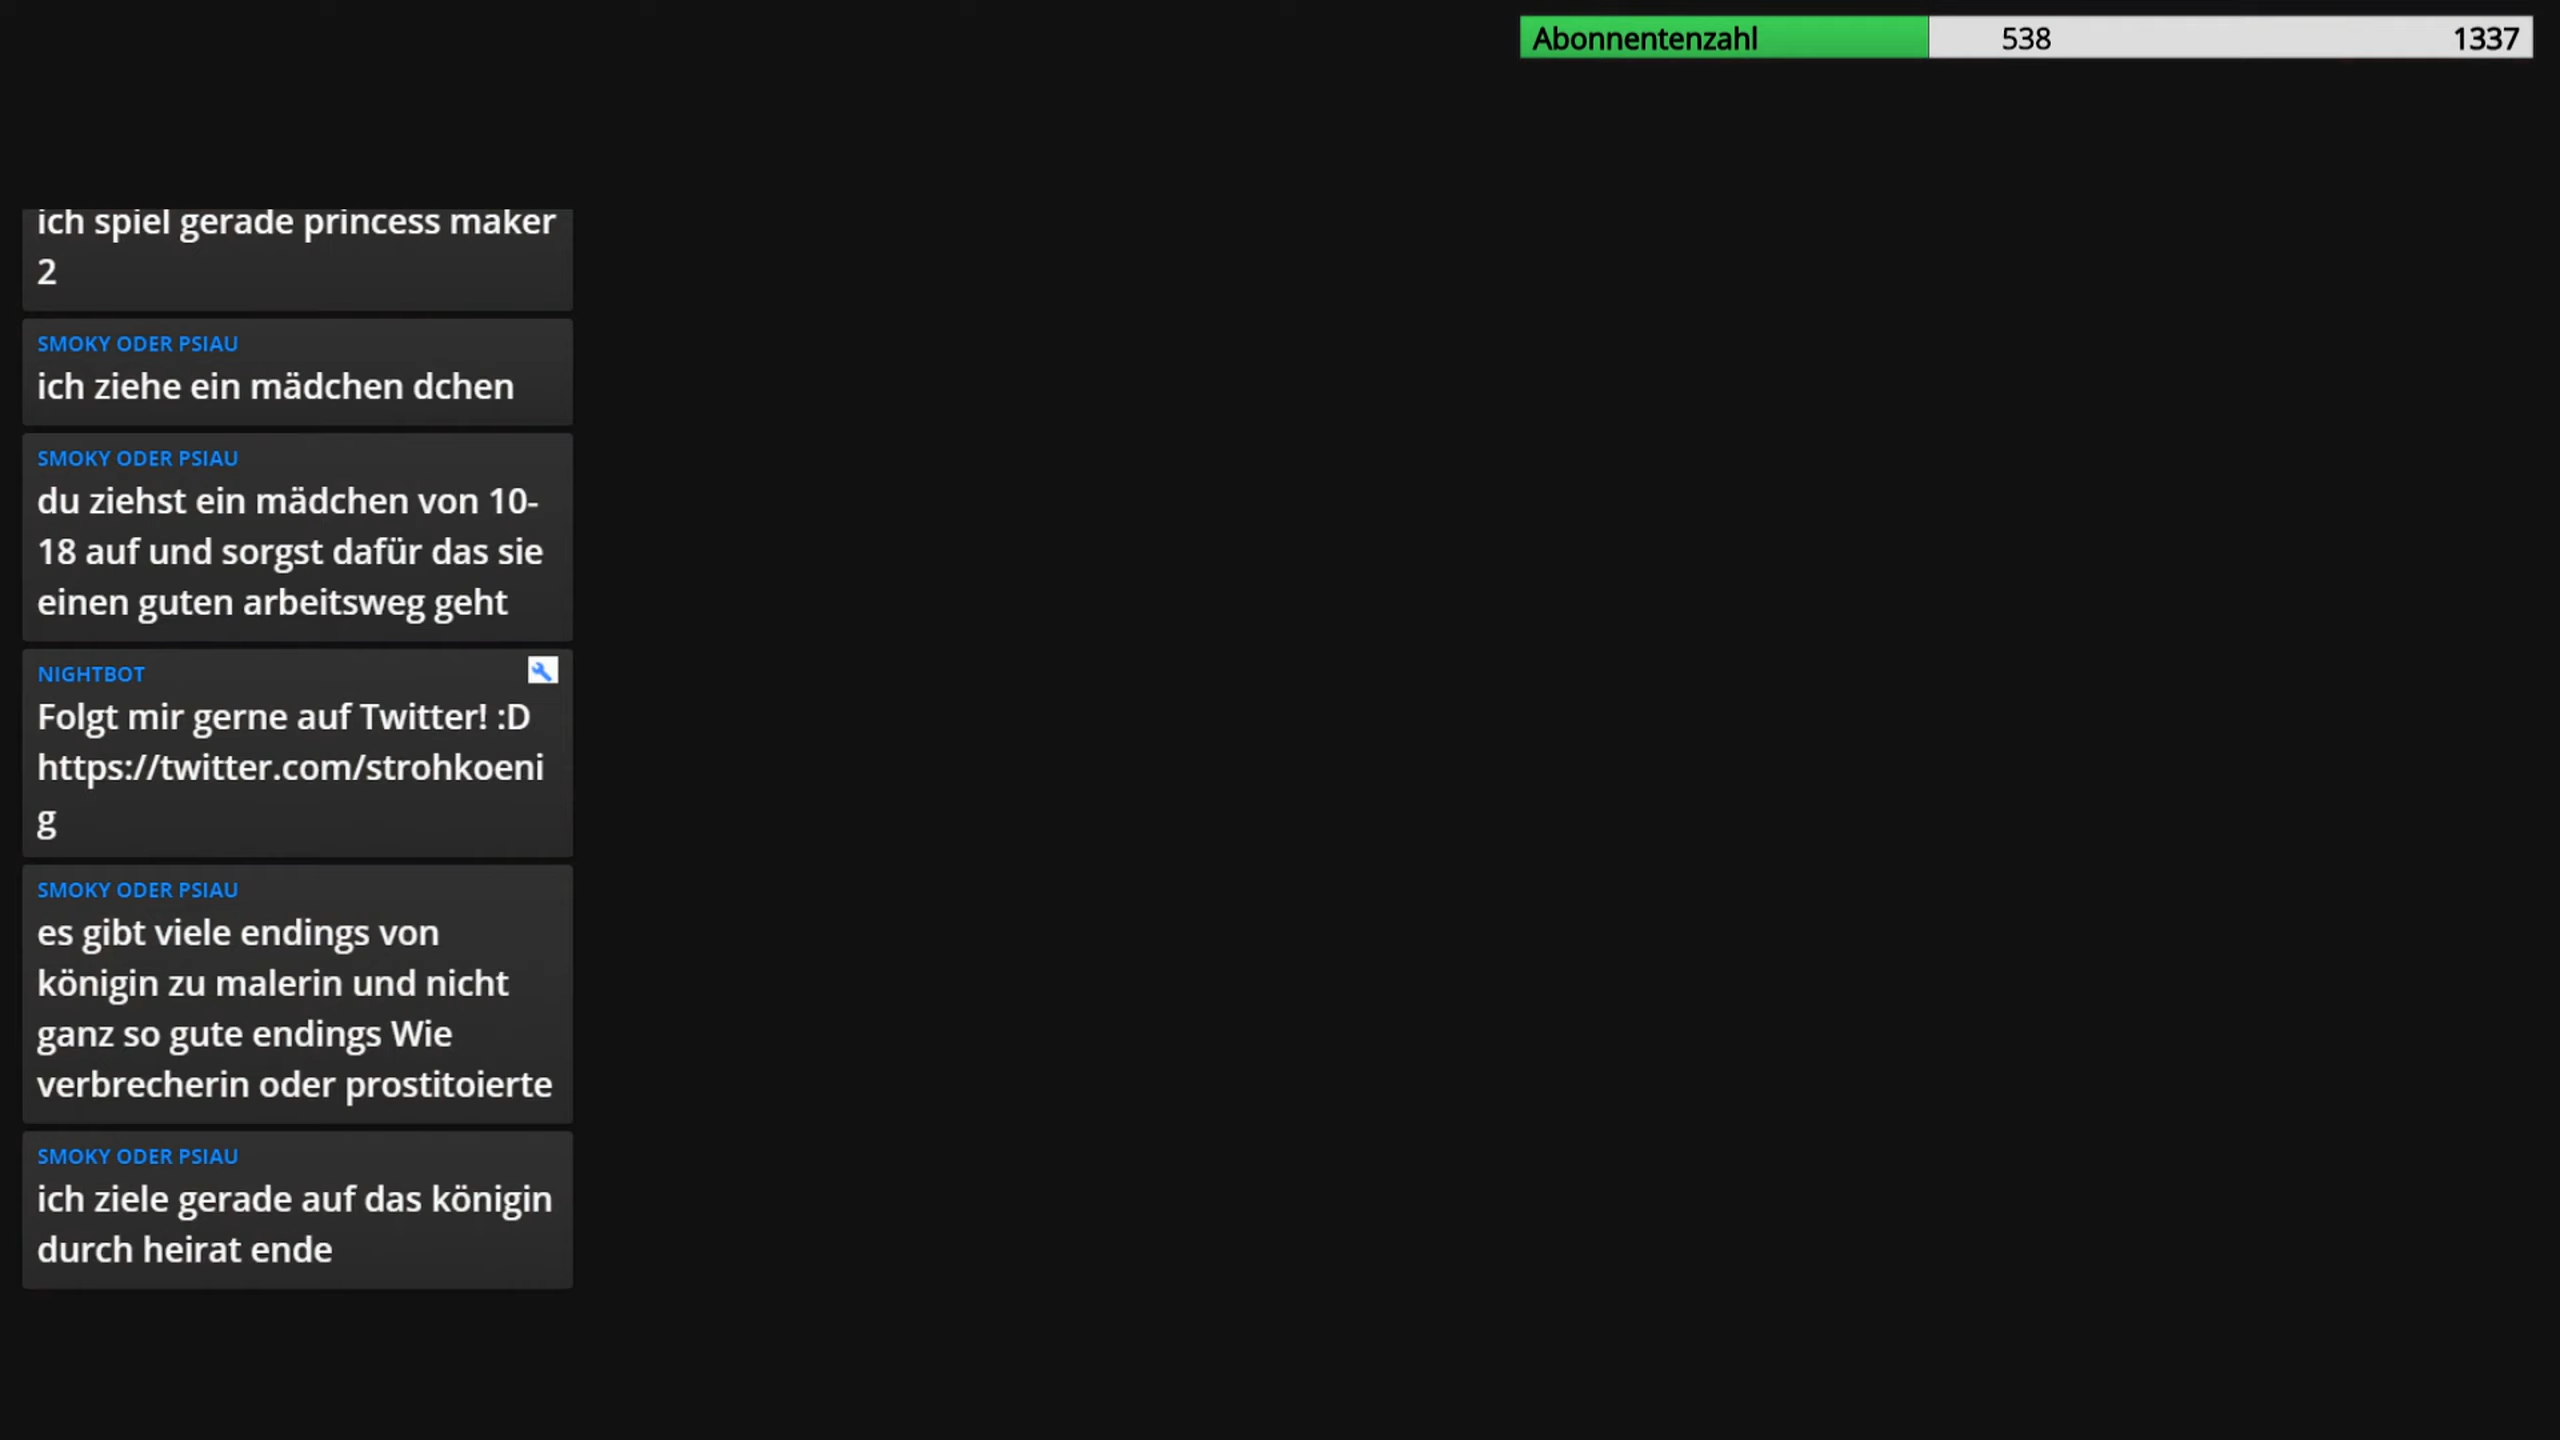 Abonnentenzahl 538 1337
ich spiel gerade princess maker
2
SMOKY ODER PSIAU
ich ziehe ein mädchen dchen
SMOKY ODER PSIAU
du ziehst ein mädchen von 10-
18 auf und sorgst dafür das sie
einen guten arbeitsweg geht
NIGHTBOT
Folgt mir gerne auf Twitter! :D
https://twitter.com/strohkoeni
g
SMOKY ODER PSIAU
es gibt viele endings von
königin zu malerin und nicht
ganz so gute endings Wie
verbrecherin oder prostitoierte
SMOKY ODER PSIAU
ich ziele gerade auf das königin
durch heirat ende